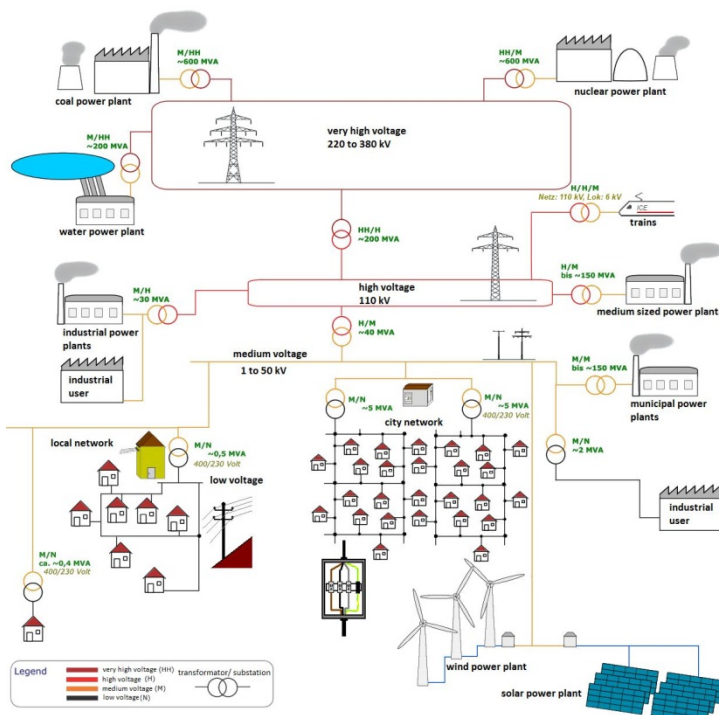 M/HH
~600 MVA
HH/M
~600 MVA
coal power plant
nuclear power plant
very high voltage
220 to 380 kV
M/HH
~200 MVA
water power plant
H/H/M
Netz: 110 kV, Lok: 6 kV
ICE
trains
HH/H
~200 MVA
M/H
~30 MVA
high voltage
110 kV
H/M
bis ~150 MVA
industrial power
plants
medium sized power plant
H/M
~40 MVA
medium voltage
1 to 50 kV
industrial
user
M/M
bis ~150 MVA
municipal power
plants
M/N
~5 MVA
M/N
~5 MVA
400/230 Volt
city network
local network
M/N
~0,5 MVA
400/230 Volt
low voltage
M/N
~2 MVA
industrial
user
M/N
ca. ~0,4 MVA
400/230 Volt
wind power plant
solar power plant
Legend
very high voltage (HH)
high voltage (H)
medium voltage (M)
low voltage (N)
transformator/ substation